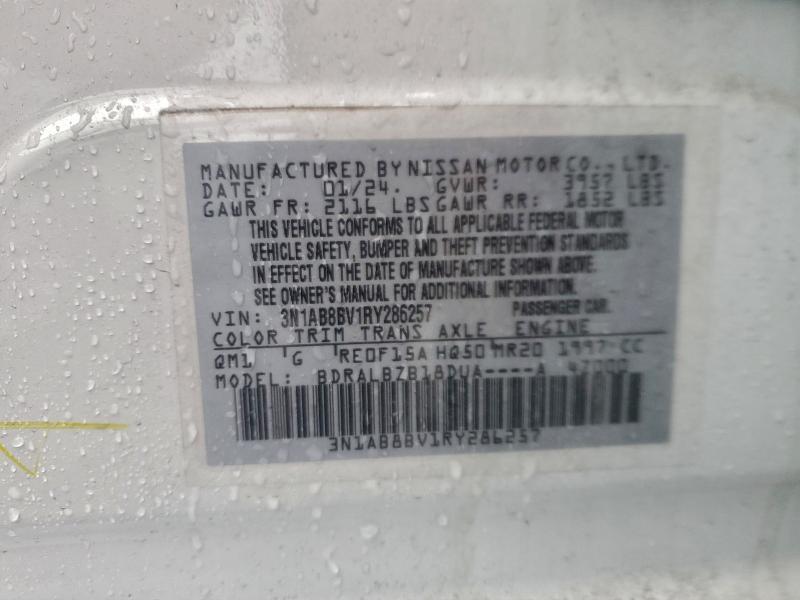 MANUFACTURED BY NISSAN MOTOR CO., LTD.
DATE: 01/24. GVWR: 3957 LBS
GAWR FR: 2116 LBS GAWR RR: 1852 LBS
THIS VEHICLE CONFORMS TO ALL APPLICABLE FEDERAL MOTOR
VEHICLE SAFETY, BUMPER AND THEFT PREVENTION STANDARDS
IN EFFECT ON THE DATE OF MANUFACTURE SHOWN ABOVE.
SEE OWNER'S MANUAL FOR ADDITIONAL INFORMATION.
VIN: 3N1AB8BV1RY286257 PASSENGER CAR.
COLOR TRIM TRANS AXLE ENGINE
QM1 G RE0F15A HQ50 MR20 1997 CC
MODEL: BDRALBZB18DUA----A 47000
3N1AB8BV1RY286257